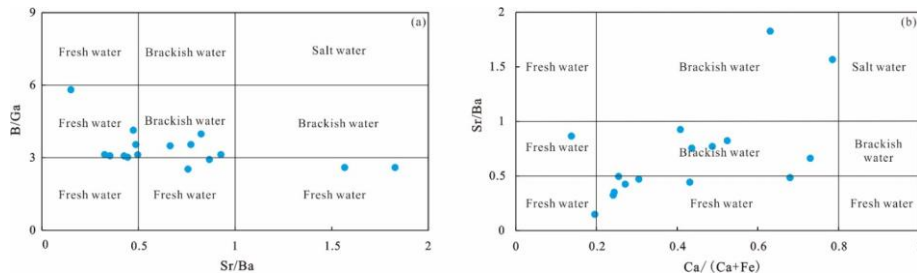 (a)
9
6
3
0
B/Ga
Fresh water
Brackish water
Salt water
Fresh water
Brackish water
Brackish water
Fresh water
Fresh water
Fresh water
0
0.5
1
1.5
2
Sr/Ba
(b)
2
1.5
1
0.5
0
Sr/Ba
Fresh water
Brackish water
Salt water
Fresh water
Brackish water
Brackish
water
Fresh water
Fresh water
Fresh water
0
0.2
0.4
0.6
0.8
1
Ca/ (Ca+Fe)